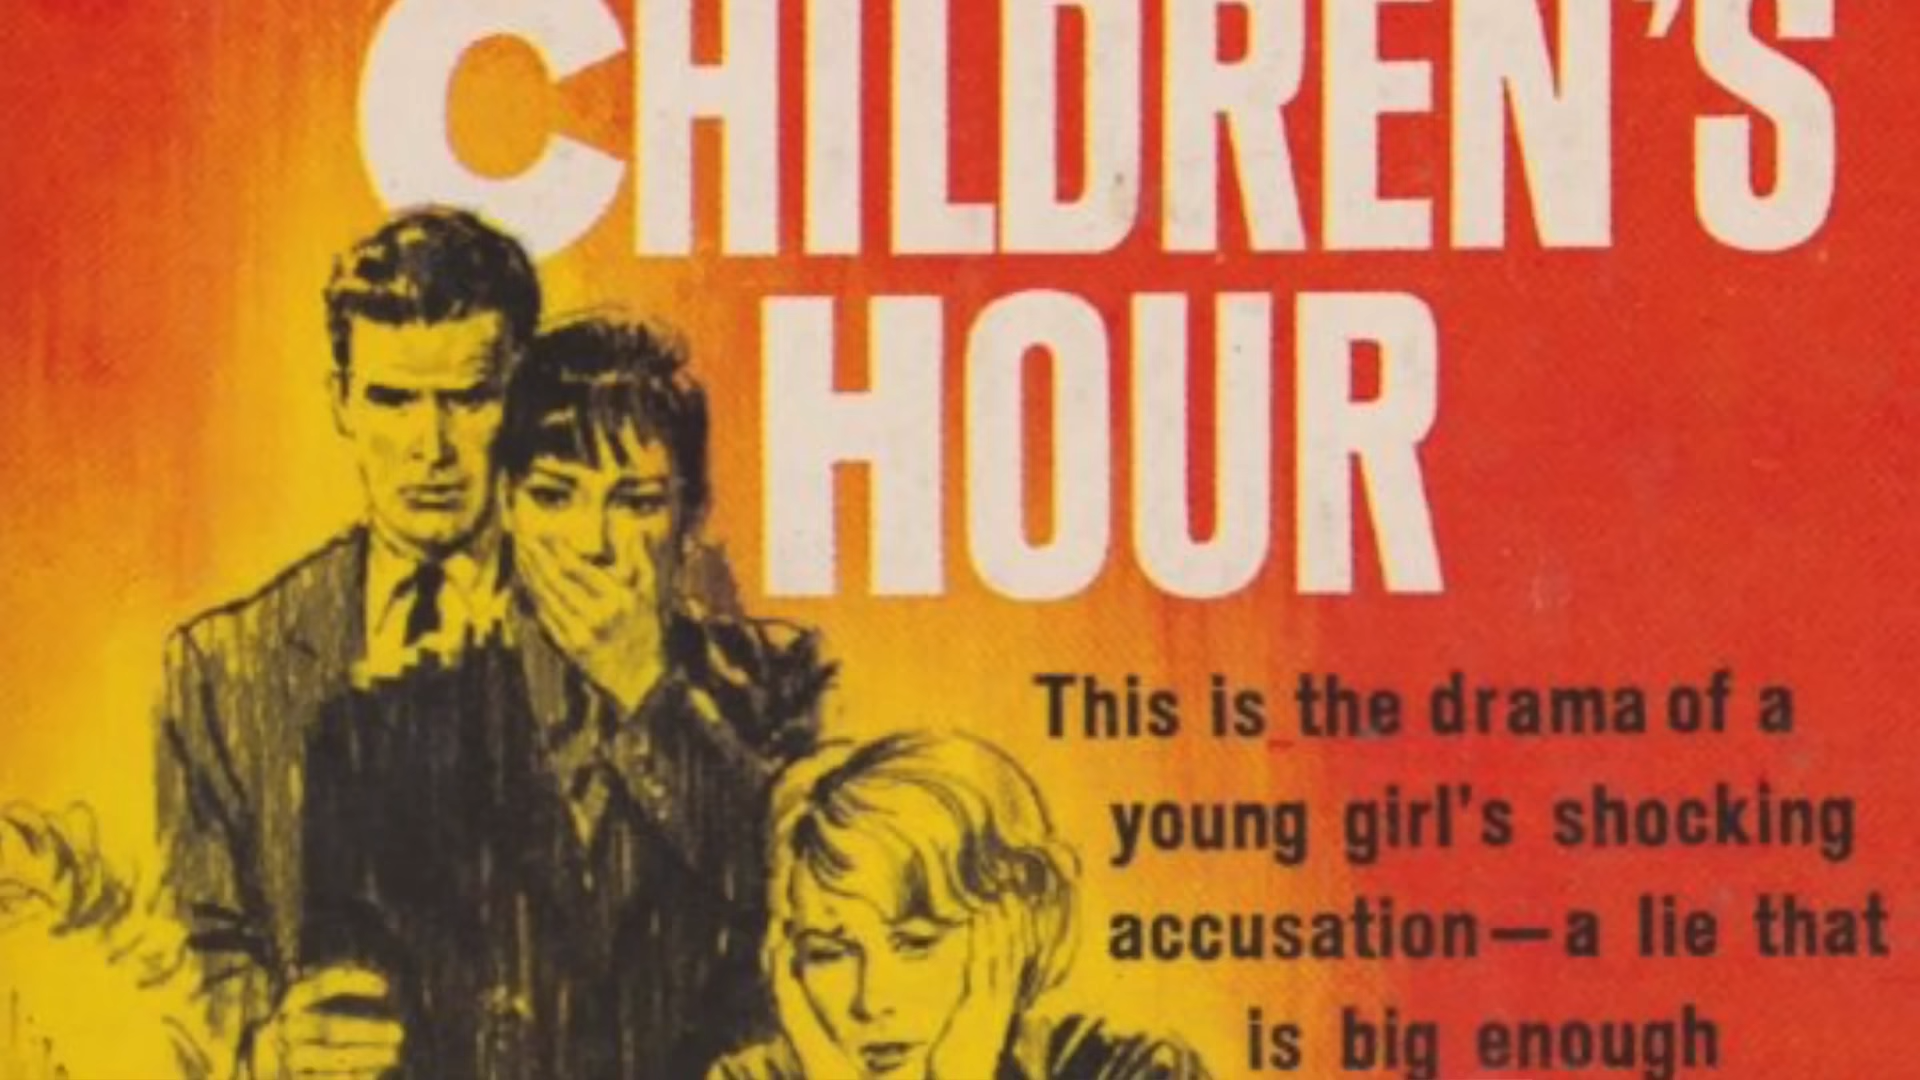 CHILDREN'S
HOUR
This is the drama of a
young girl's shocking
accusation—a lie that
is big enough